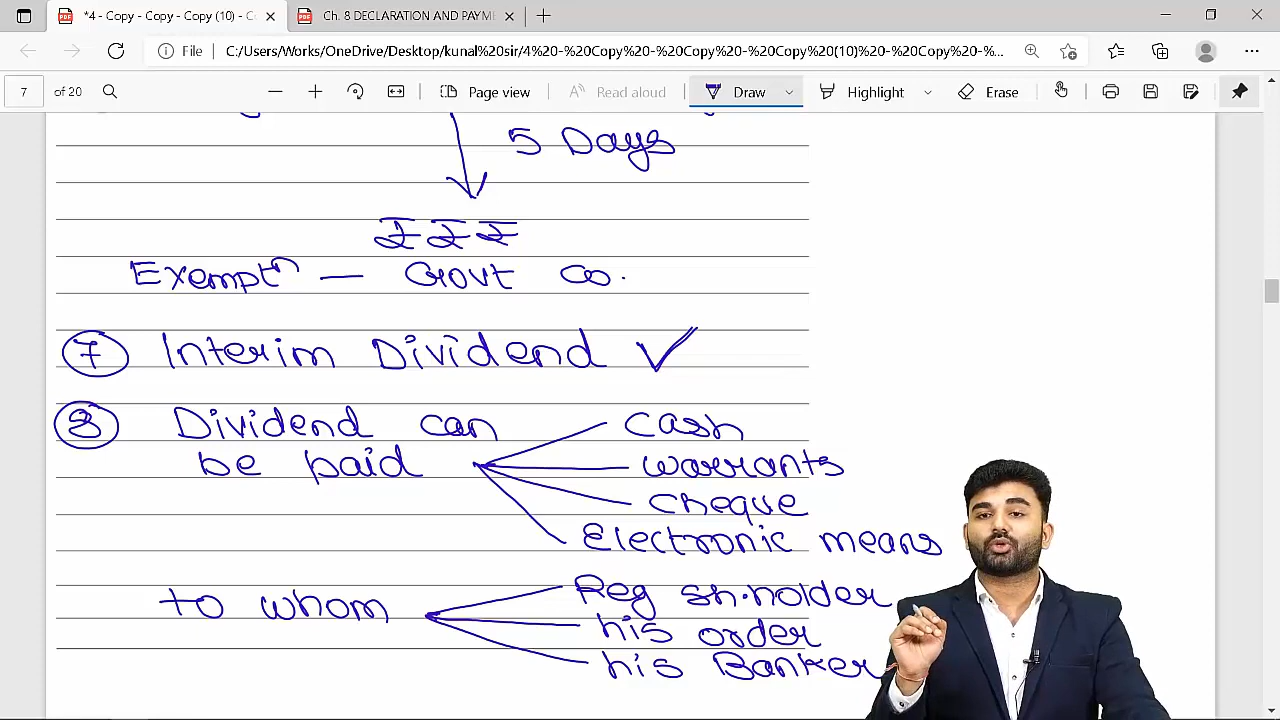 *4 - Copy - Copy - Copy (10) - Co
Ch. 8 DECLARATION AND PAYM
File
C:/Users/Works/OneDrive/Desktop/kunal%20sir/4%20-%20Copy%20-%20Copy%20-%20Copy%20(10)%20-%20Copy%20-%...
7 of 20
Page view
Read aloud
Draw
Highlight
Erase
5 Days
₹ ₹ ₹
Exemptⁿ — Govt Co.
7 Interim Dividend ✓
8 Dividend can be paid
Cash
warrants
Cheque
Electronic means
to whom
Reg sh.holder
his order
his Banker